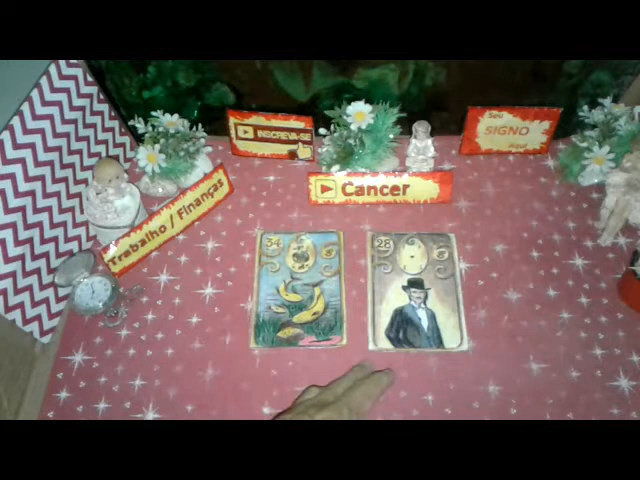 INSCREVA-SE
Seu
SIGNO
Aqui
Cancer
Trabalho / Finanças
34
28